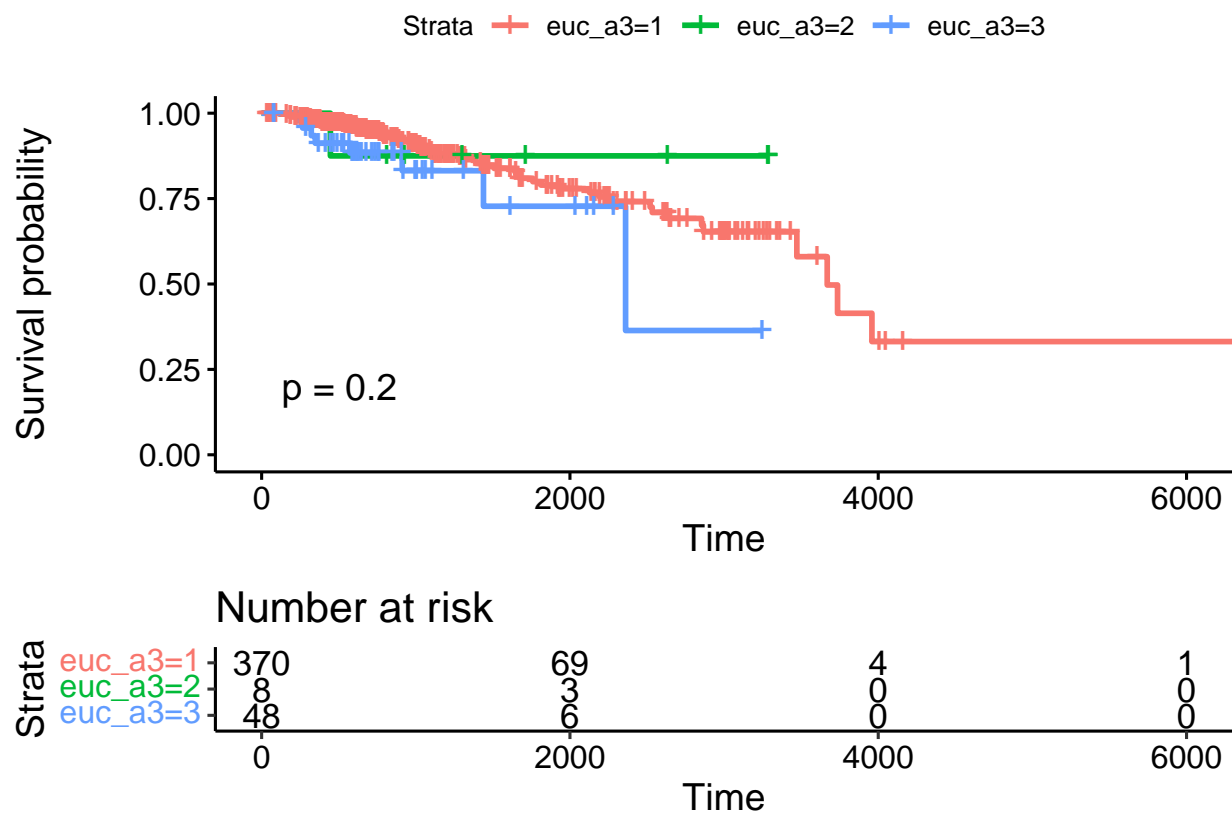 Strata euc_a3=1 euc_a3=2 euc_a3=3
Survival probability
1.00
0.75
0.50
0.25
0.00
p = 0.2
0 2000 4000 6000
Time
Number at risk
Strata
euc_a3=1 370 69 4 1
euc_a3=2 8 3 0 0
euc_a3=3 48 6 0 0
0 2000 4000 6000
Time